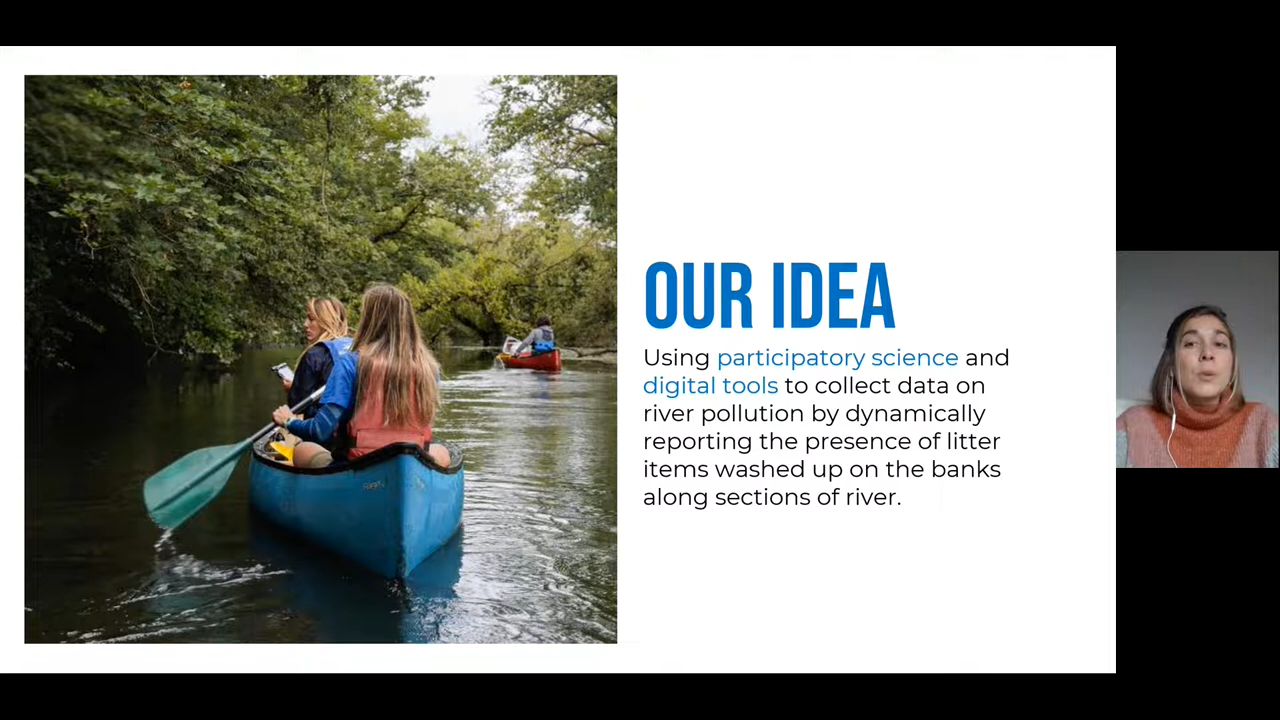 OUR IDEA
Using participatory science and
digital tools to collect data on
river pollution by dynamically
reporting the presence of litter
items washed up on the banks
along sections of river.